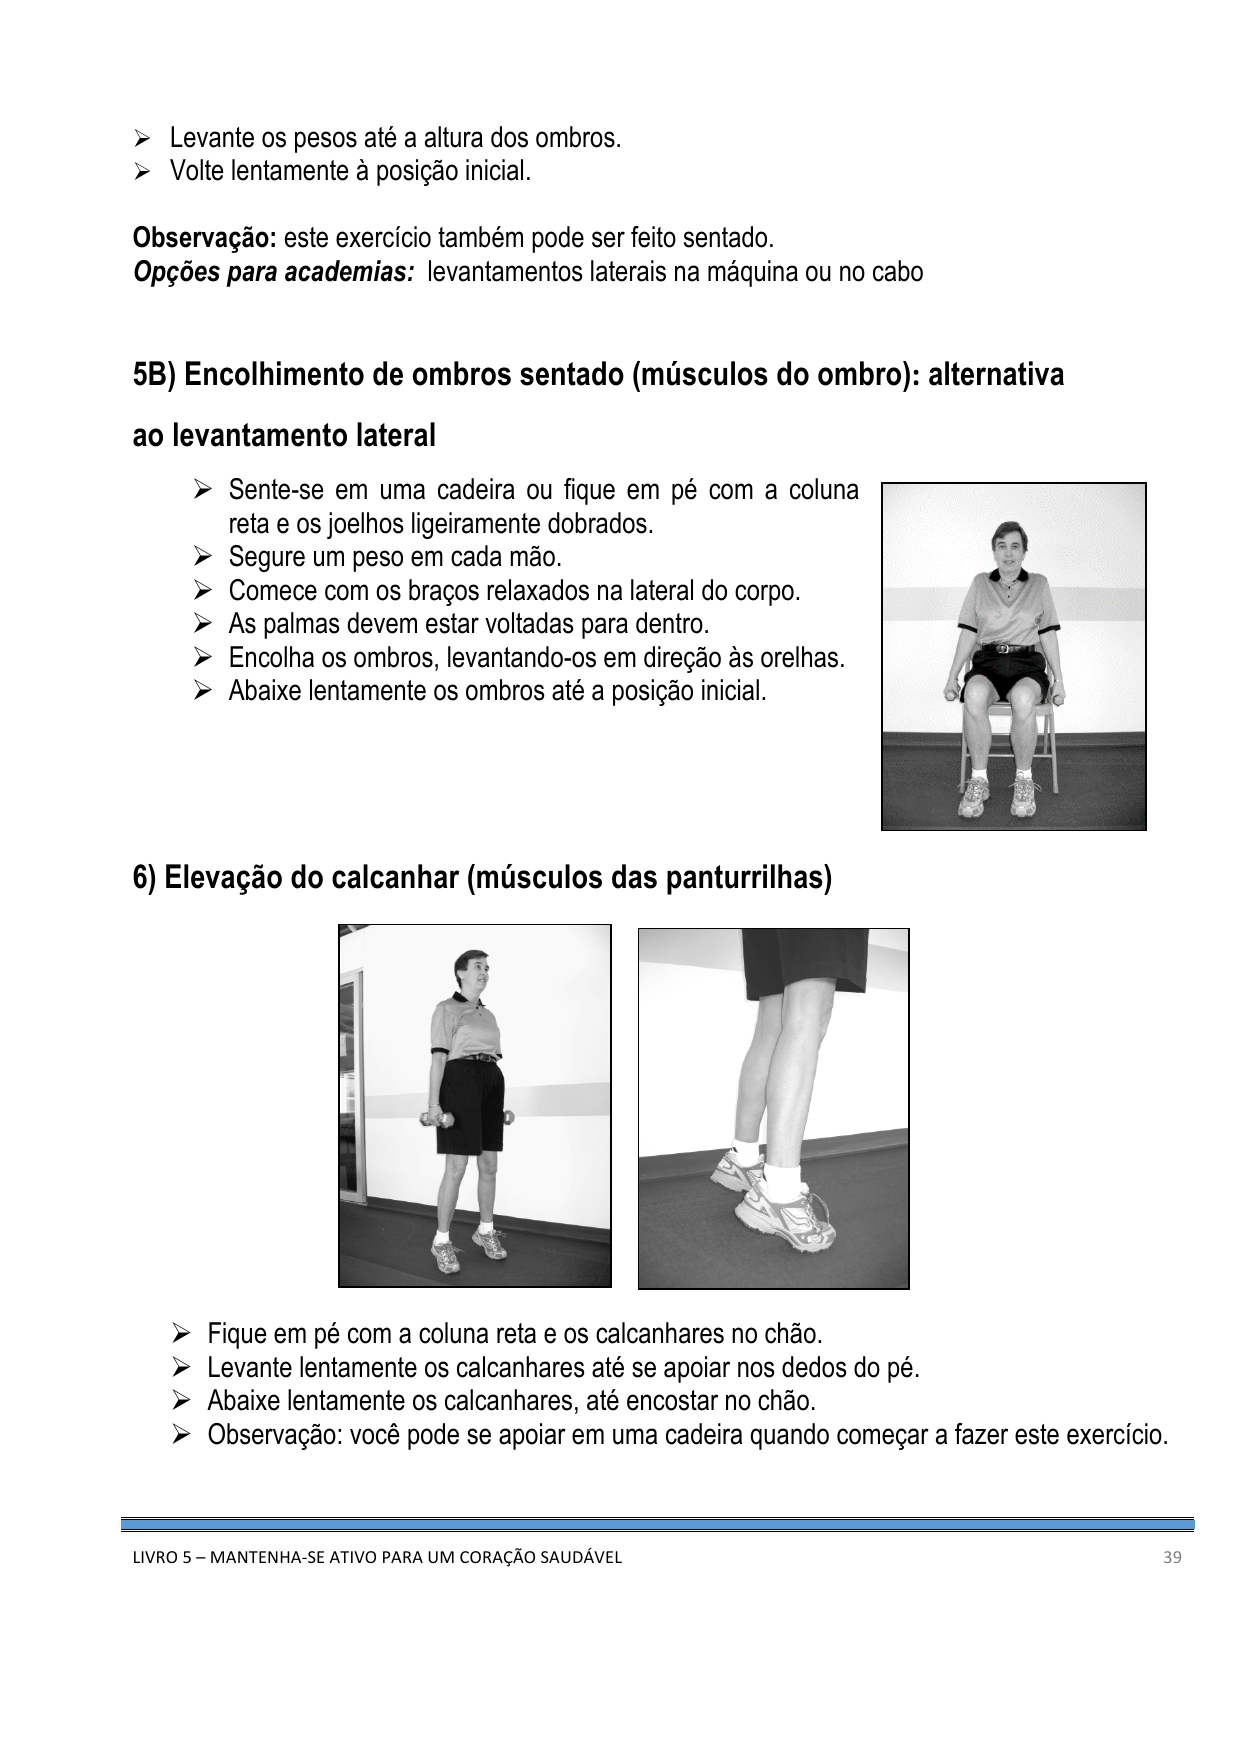 ➢ Levante os pesos até a altura dos ombros.
➢ Volte lentamente à posição inicial.
Observação: este exercício também pode ser feito sentado.
Opções para academias: levantamentos laterais na máquina ou no cabo
5B) Encolhimento de ombros sentado (músculos do ombro): alternativa
ao levantamento lateral
➢ Sente-se em uma cadeira ou fique em pé com a coluna
reta e os joelhos ligeiramente dobrados.
➢ Segure um peso em cada mão.
➢ Comece com os braços relaxados na lateral do corpo.
➢ As palmas devem estar voltadas para dentro.
➢ Encolha os ombros, levantando-os em direção às orelhas.
➢ Abaixe lentamente os ombros até a posição inicial.
6) Elevação do calcanhar (músculos das panturrilhas)
➢ Fique em pé com a coluna reta e os calcanhares no chão.
➢ Levante lentamente os calcanhares até se apoiar nos dedos do pé.
➢ Abaixe lentamente os calcanhares, até encostar no chão.
➢ Observação: você pode se apoiar em uma cadeira quando começar a fazer este exercício.
LIVRO 5 – MANTENHA-SE ATIVO PARA UM CORAÇÃO SAUDÁVEL 39